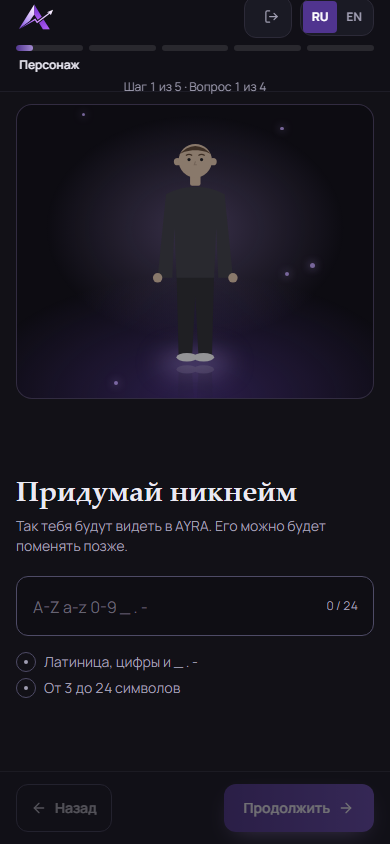 RU EN
Персонаж
Шаг 1 из 5 · Вопрос 1 из 4
Придумай никнейм
Так тебя будут видеть в AYRA. Его можно будет
поменять позже.
A-Z a-z 0-9 _ . -
0 / 24
Латиница, цифры и _ . -
От 3 до 24 символов
Назад
Продолжить